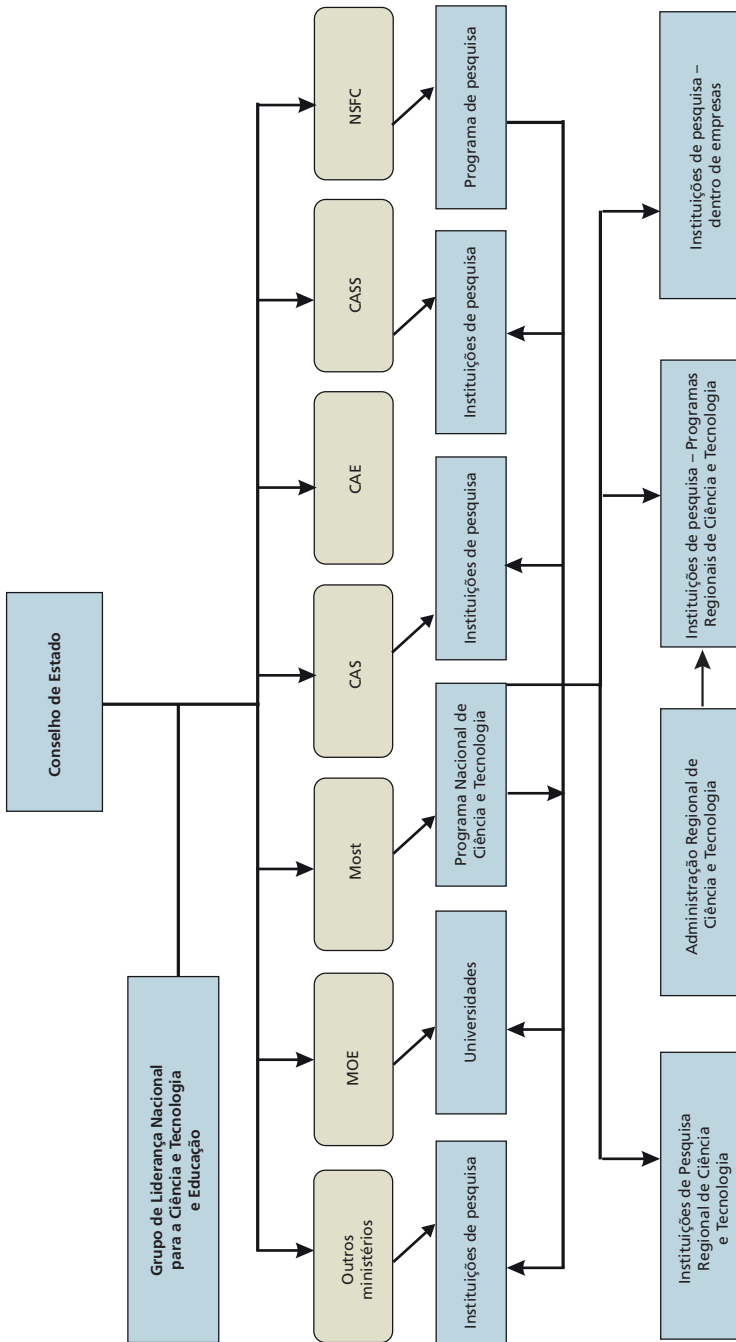 Conselho de Estado
Grupo de Liderança Nacional
para a Ciência e Tecnologia
e Educação
Outros
ministérios
MOE
Most
CAS
CAE
CASS
NSFC
Instituições de pesquisa
Universidades
Programa Nacional de
Ciência e Tecnologia
Instituições de pesquisa
Instituições de pesquisa
Programa de pesquisa
Instituições de Pesquisa
Regional de Ciência
e Tecnologia
Administração Regional de
Ciência e Tecnologia
Instituições de pesquisa – Programas
Regionais de Ciência e Tecnologia
Instituições de pesquisa –
dentro de empresas